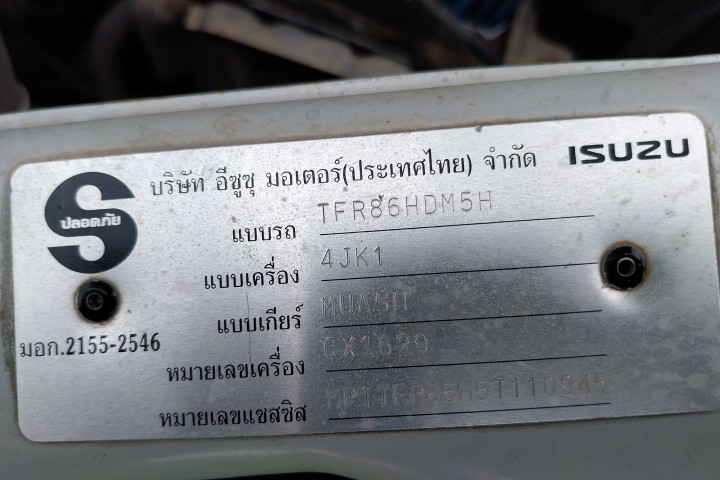 บริษัท อีซูซุ มอเตอร์(ประเทศไทย) จำกัด ISUZU
S
ปลอดภัย
แบบรถ TFR86HDM5H
แบบเครื่อง 4JK1
แบบเกียร์
หมายเลขเครื่อง CX1629
มอก.2155-2546
หมายเลขแชสซิส